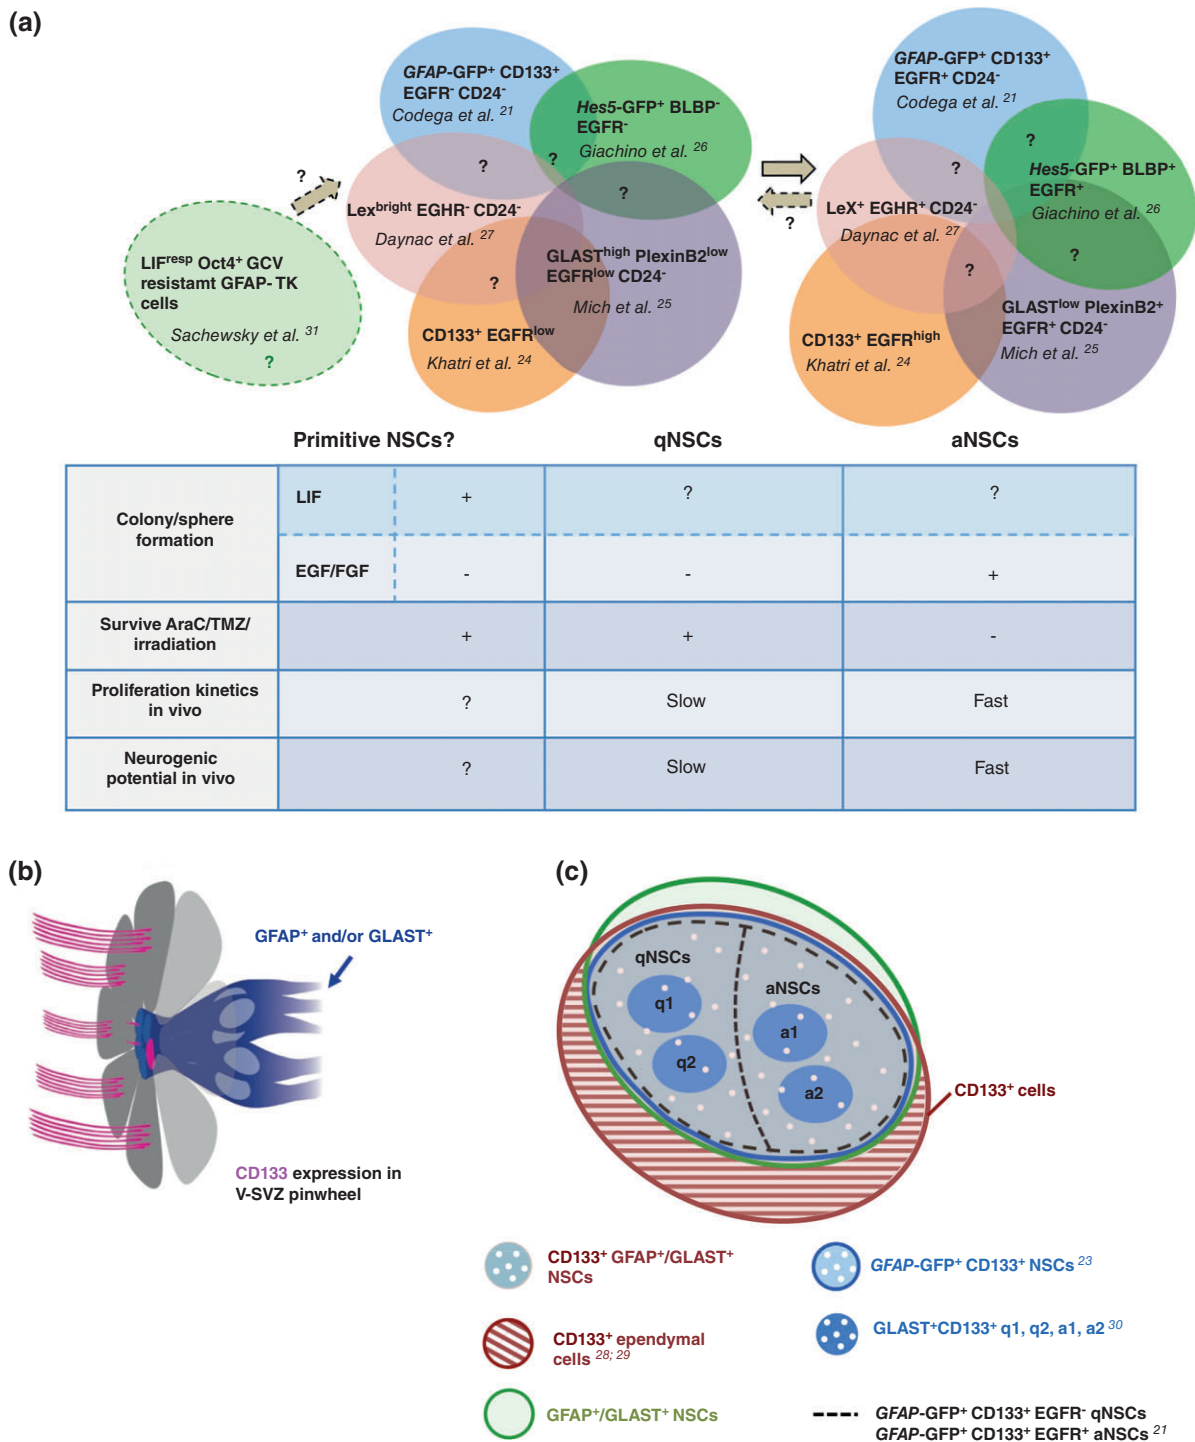 (a)
GFAP-GFP⁺ CD133⁺
EGFR⁻ CD24⁻
Codega et al. ²¹
Hes5-GFP⁺ BLBP⁻
EGFR⁻
Giachino et al. ²⁶
?
?
?
Lexᵇʳⁱᵍʰᵗ EGHR⁻ CD24⁻
Daynac et al. ²⁷
GLASTʰⁱᵍʰ PlexinB2ˡᵒʷ
EGFRˡᵒʷ CD24⁻
Mich et al. ²⁵
?
CD133⁺ EGFRˡᵒʷ
Khatri et al. ²⁴
?
LIFʳᵉˢᵖ Oct4⁺ GCV
resistamt GFAP- TK
cells
Sachewsky et al. ³¹
?
?
GFAP-GFP⁺ CD133⁺
EGFR⁺ CD24⁻
Codega et al. ²¹
?
?
Hes5-GFP⁺ BLBP⁺
EGFR⁺
Giachino et al. ²⁶
LeX⁺ EGHR⁺ CD24⁻
Daynac et al. ²⁷
?
?
GLASTˡᵒʷ PlexinB2⁺
EGFR⁺ CD24⁻
Mich et al. ²⁵
CD133⁺ EGFRʰⁱᵍʰ
Khatri et al. ²⁴
Primitive NSCs? qNSCs aNSCs
Colony/sphere
formation
LIF + ? ?
EGF/FGF - - +
Survive AraC/TMZ/
irradiation
+ + -
Proliferation kinetics
in vivo
? Slow Fast
Neurogenic
potential in vivo
? Slow Fast
(b)
GFAP⁺ and/or GLAST⁺
CD133 expression in
V-SVZ pinwheel
(c)
qNSCs
q1
q2
aNSCs
a1
a2
CD133⁺ cells
CD133⁺ GFAP⁺/GLAST⁺
NSCs
CD133⁺ ependymal
cells ²⁸; ²⁹
GFAP⁺/GLAST⁺ NSCs
GFAP-GFP⁺ CD133⁺ NSCs ²³
GLAST⁺CD133⁺ q1, q2, a1, a2 ³⁰
GFAP-GFP⁺ CD133⁺ EGFR⁻ qNSCs
GFAP-GFP⁺ CD133⁺ EGFR⁺ aNSCs ²¹